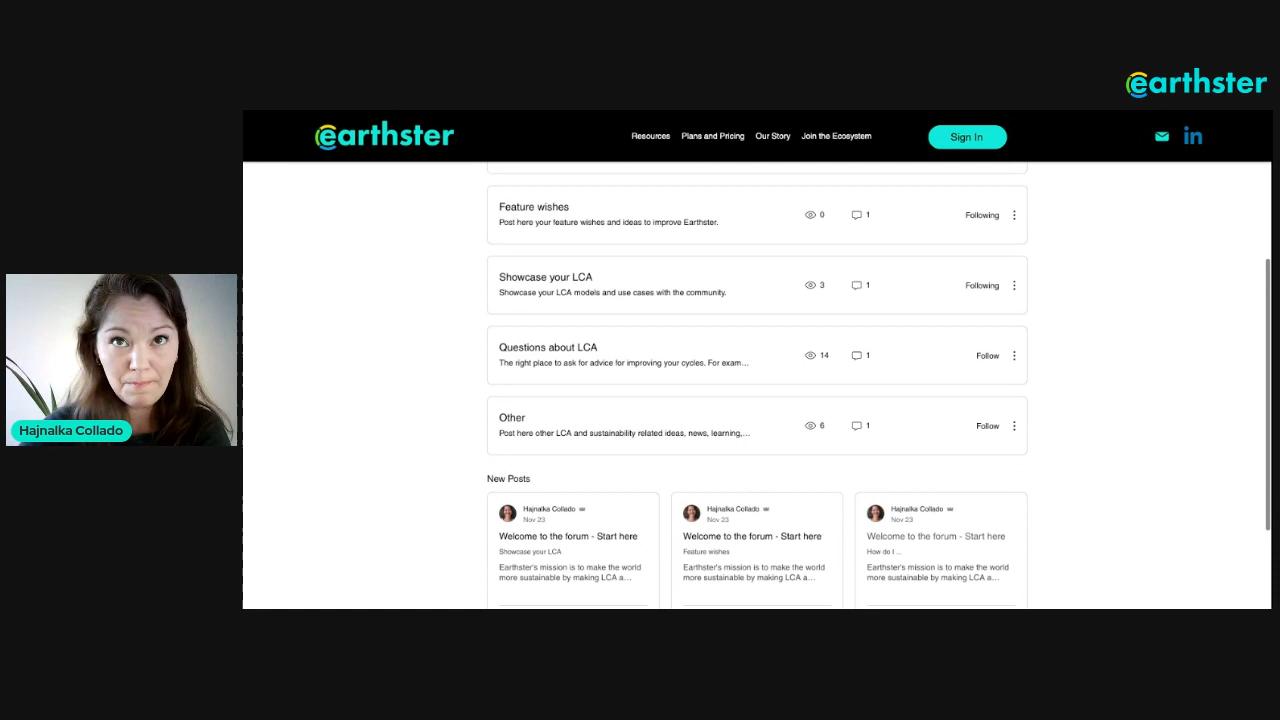 earthster
earthster
Resources
Plans and Pricing
Our Story
Join the Ecosystem
Sign In
in
Feature wishes
Post here your feature wishes and ideas to improve Earthster.
0
1
Following
Showcase your LCA
Showcase your LCA models and use cases with the community.
3
1
Following
Questions about LCA
The right place to ask for advice for improving your cycles. For exam...
14
1
Follow
Other
Post here other LCA and sustainability related ideas, news, learning,...
6
1
Follow
Hajnalka Collado
New Posts
Hajnalka Collado
Nov 23
Welcome to the forum - Start here
Showcase your LCA
Earthster's mission is to make the world
more sustainable by making LCA a...
Hajnalka Collado
Nov 23
Welcome to the forum - Start here
Feature wishes
Earthster's mission is to make the world
more sustainable by making LCA a...
Hajnalka Collado
Nov 23
Welcome to the forum - Start here
How do I ...
Earthster's mission is to make the world
more sustainable by making LCA a...